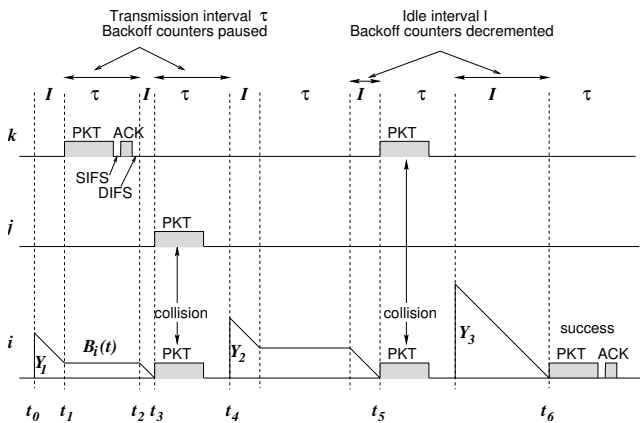 Transmission interval τ
Backoff counters paused
Idle interval I
Backoff counters decremented
I τ I τ I τ I τ I τ
k PKT ACK PKT
SIFS
DIFS
j PKT
collision collision
i Y1 Bi(t) PKT Y2 PKT Y3 success
PKT ACK
t0 t1 t2 t3 t4 t5 t6